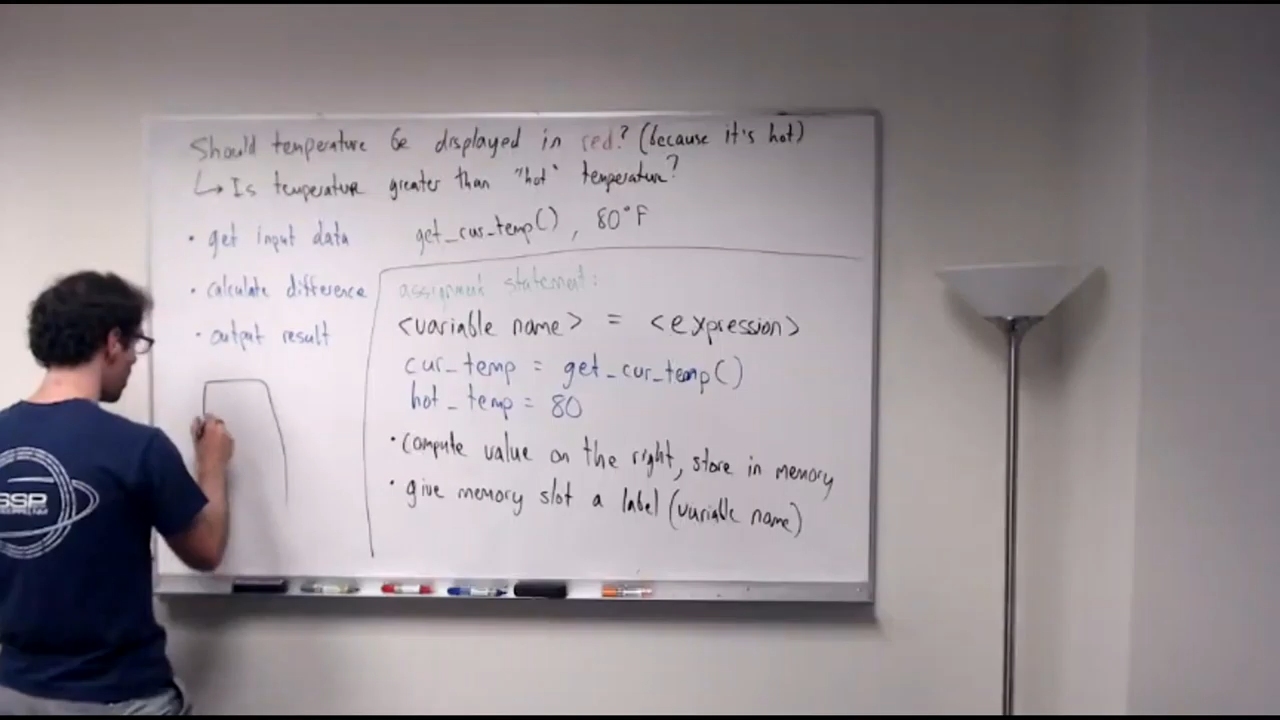 Should temperature be displayed in red? (because it's hot)
↳ Is temperature greater than "hot" temperature?
• get input data
get_cur_temp(), 80°F
• calculate difference
• output result
assignment statement:
<variable name> = <expression>
cur_temp = get_cur_temp()
hot_temp = 80
• compute value on the right, store in memory
• give memory slot a label (variable name)
SSP